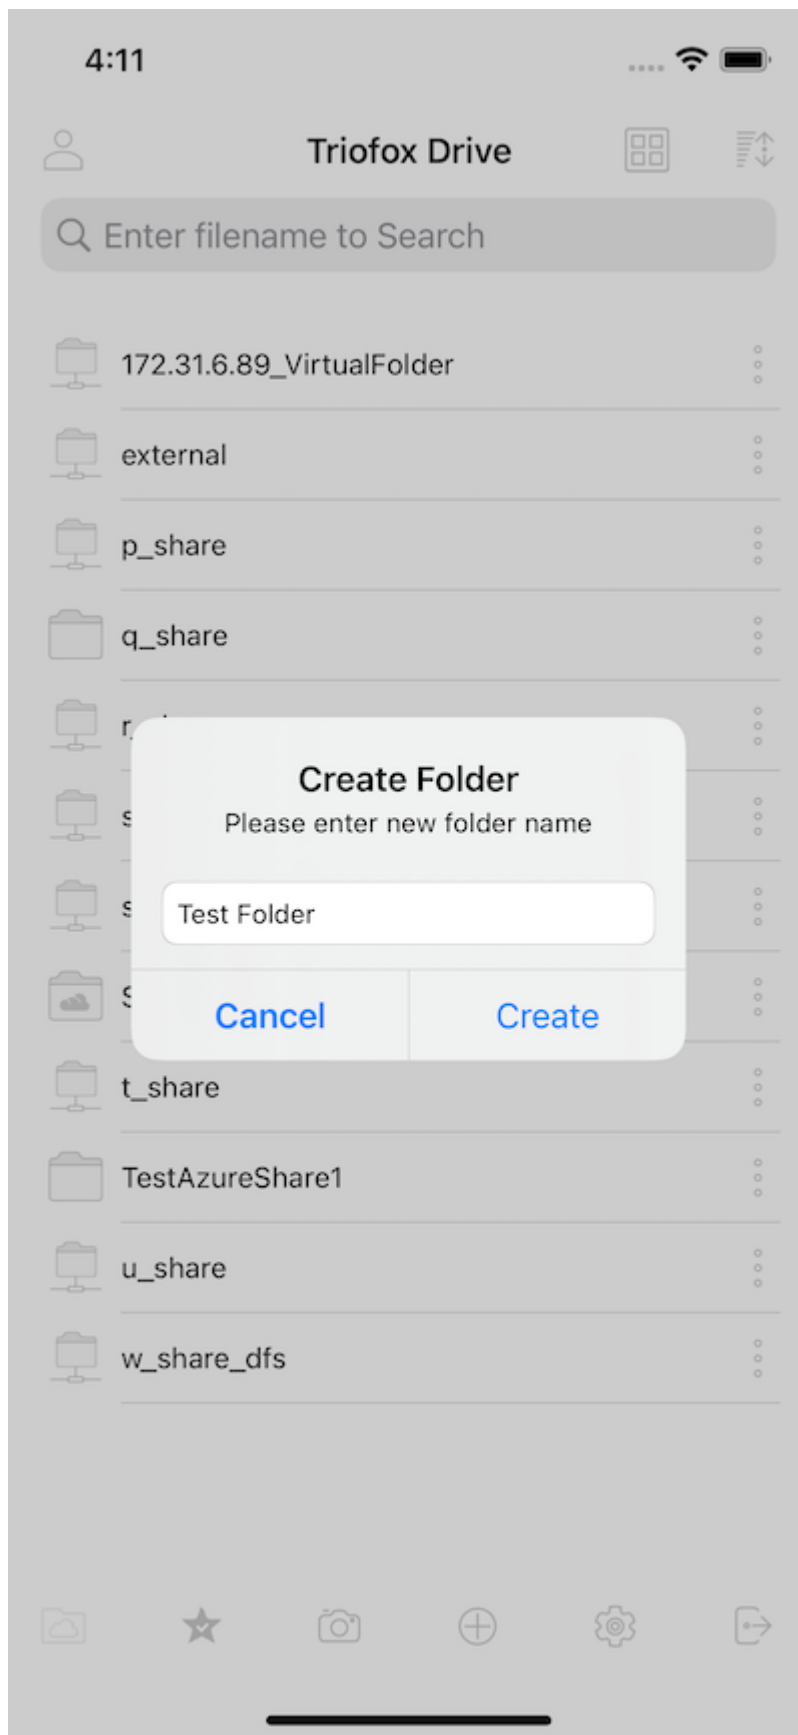 4:11
Triofox Drive
Enter filename to Search
172.31.6.89_VirtualFolder
external
p_share
q_share
Create Folder
Please enter new folder name
Test Folder
Cancel
Create
t_share
TestAzureShare1
u_share
w_share_dfs